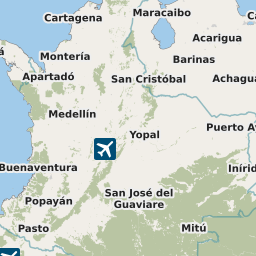 Cartagena
Maracaibo
Acarigua
Montería
Barinas
Apartadó
San Cristóbal
Achagua
Medellín
Yopal
Puerto Av
Buenaventura
Iníri
San José del
Guaviare
Popayán
Pasto
Mitú